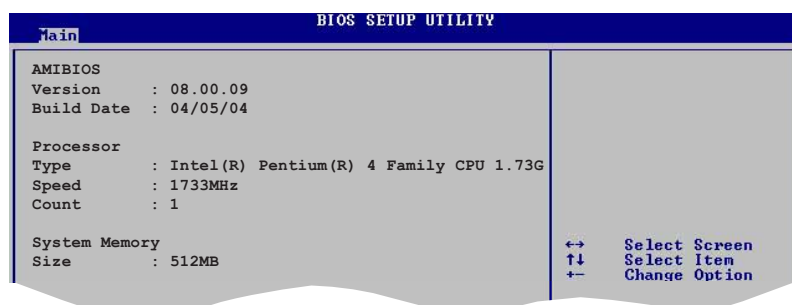 BIOS SETUP UTILITY
Main
AMIBIOS
Version : 08.00.09
Build Date : 04/05/04
Processor
Type : Intel(R) Pentium(R) 4 Family CPU 1.73G
Speed : 1733MHz
Count : 1
System Memory
Size : 512MB
←→ Select Screen
↑↓ Select Item
+- Change Option